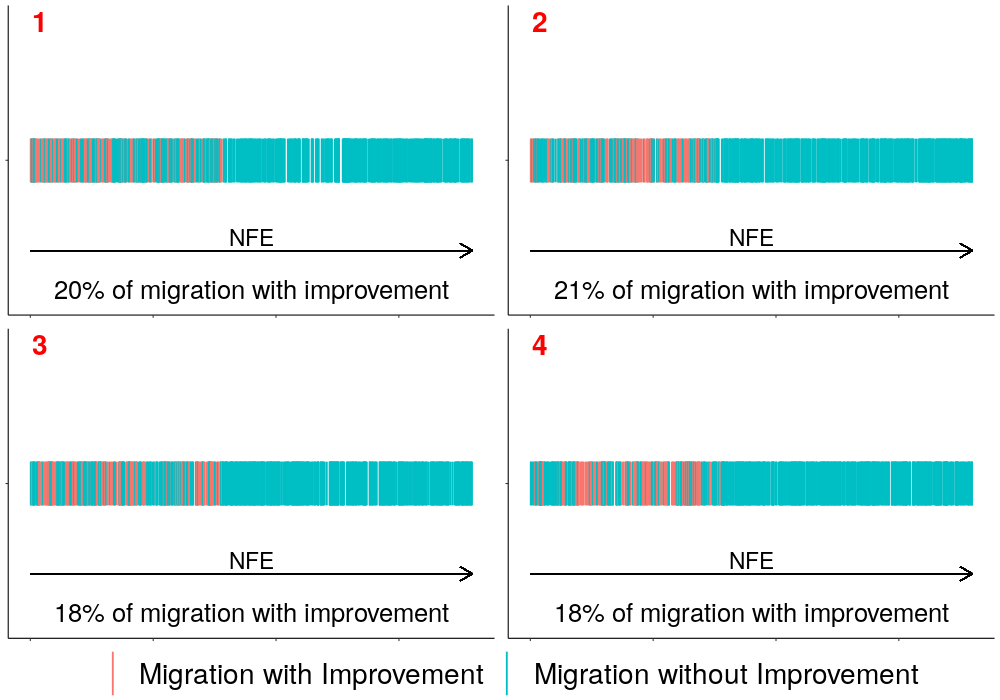 1
NFE
20% of migration with improvement
2
NFE
21% of migration with improvement
3
NFE
18% of migration with improvement
4
NFE
18% of migration with improvement
Migration with Improvement
Migration without Improvement